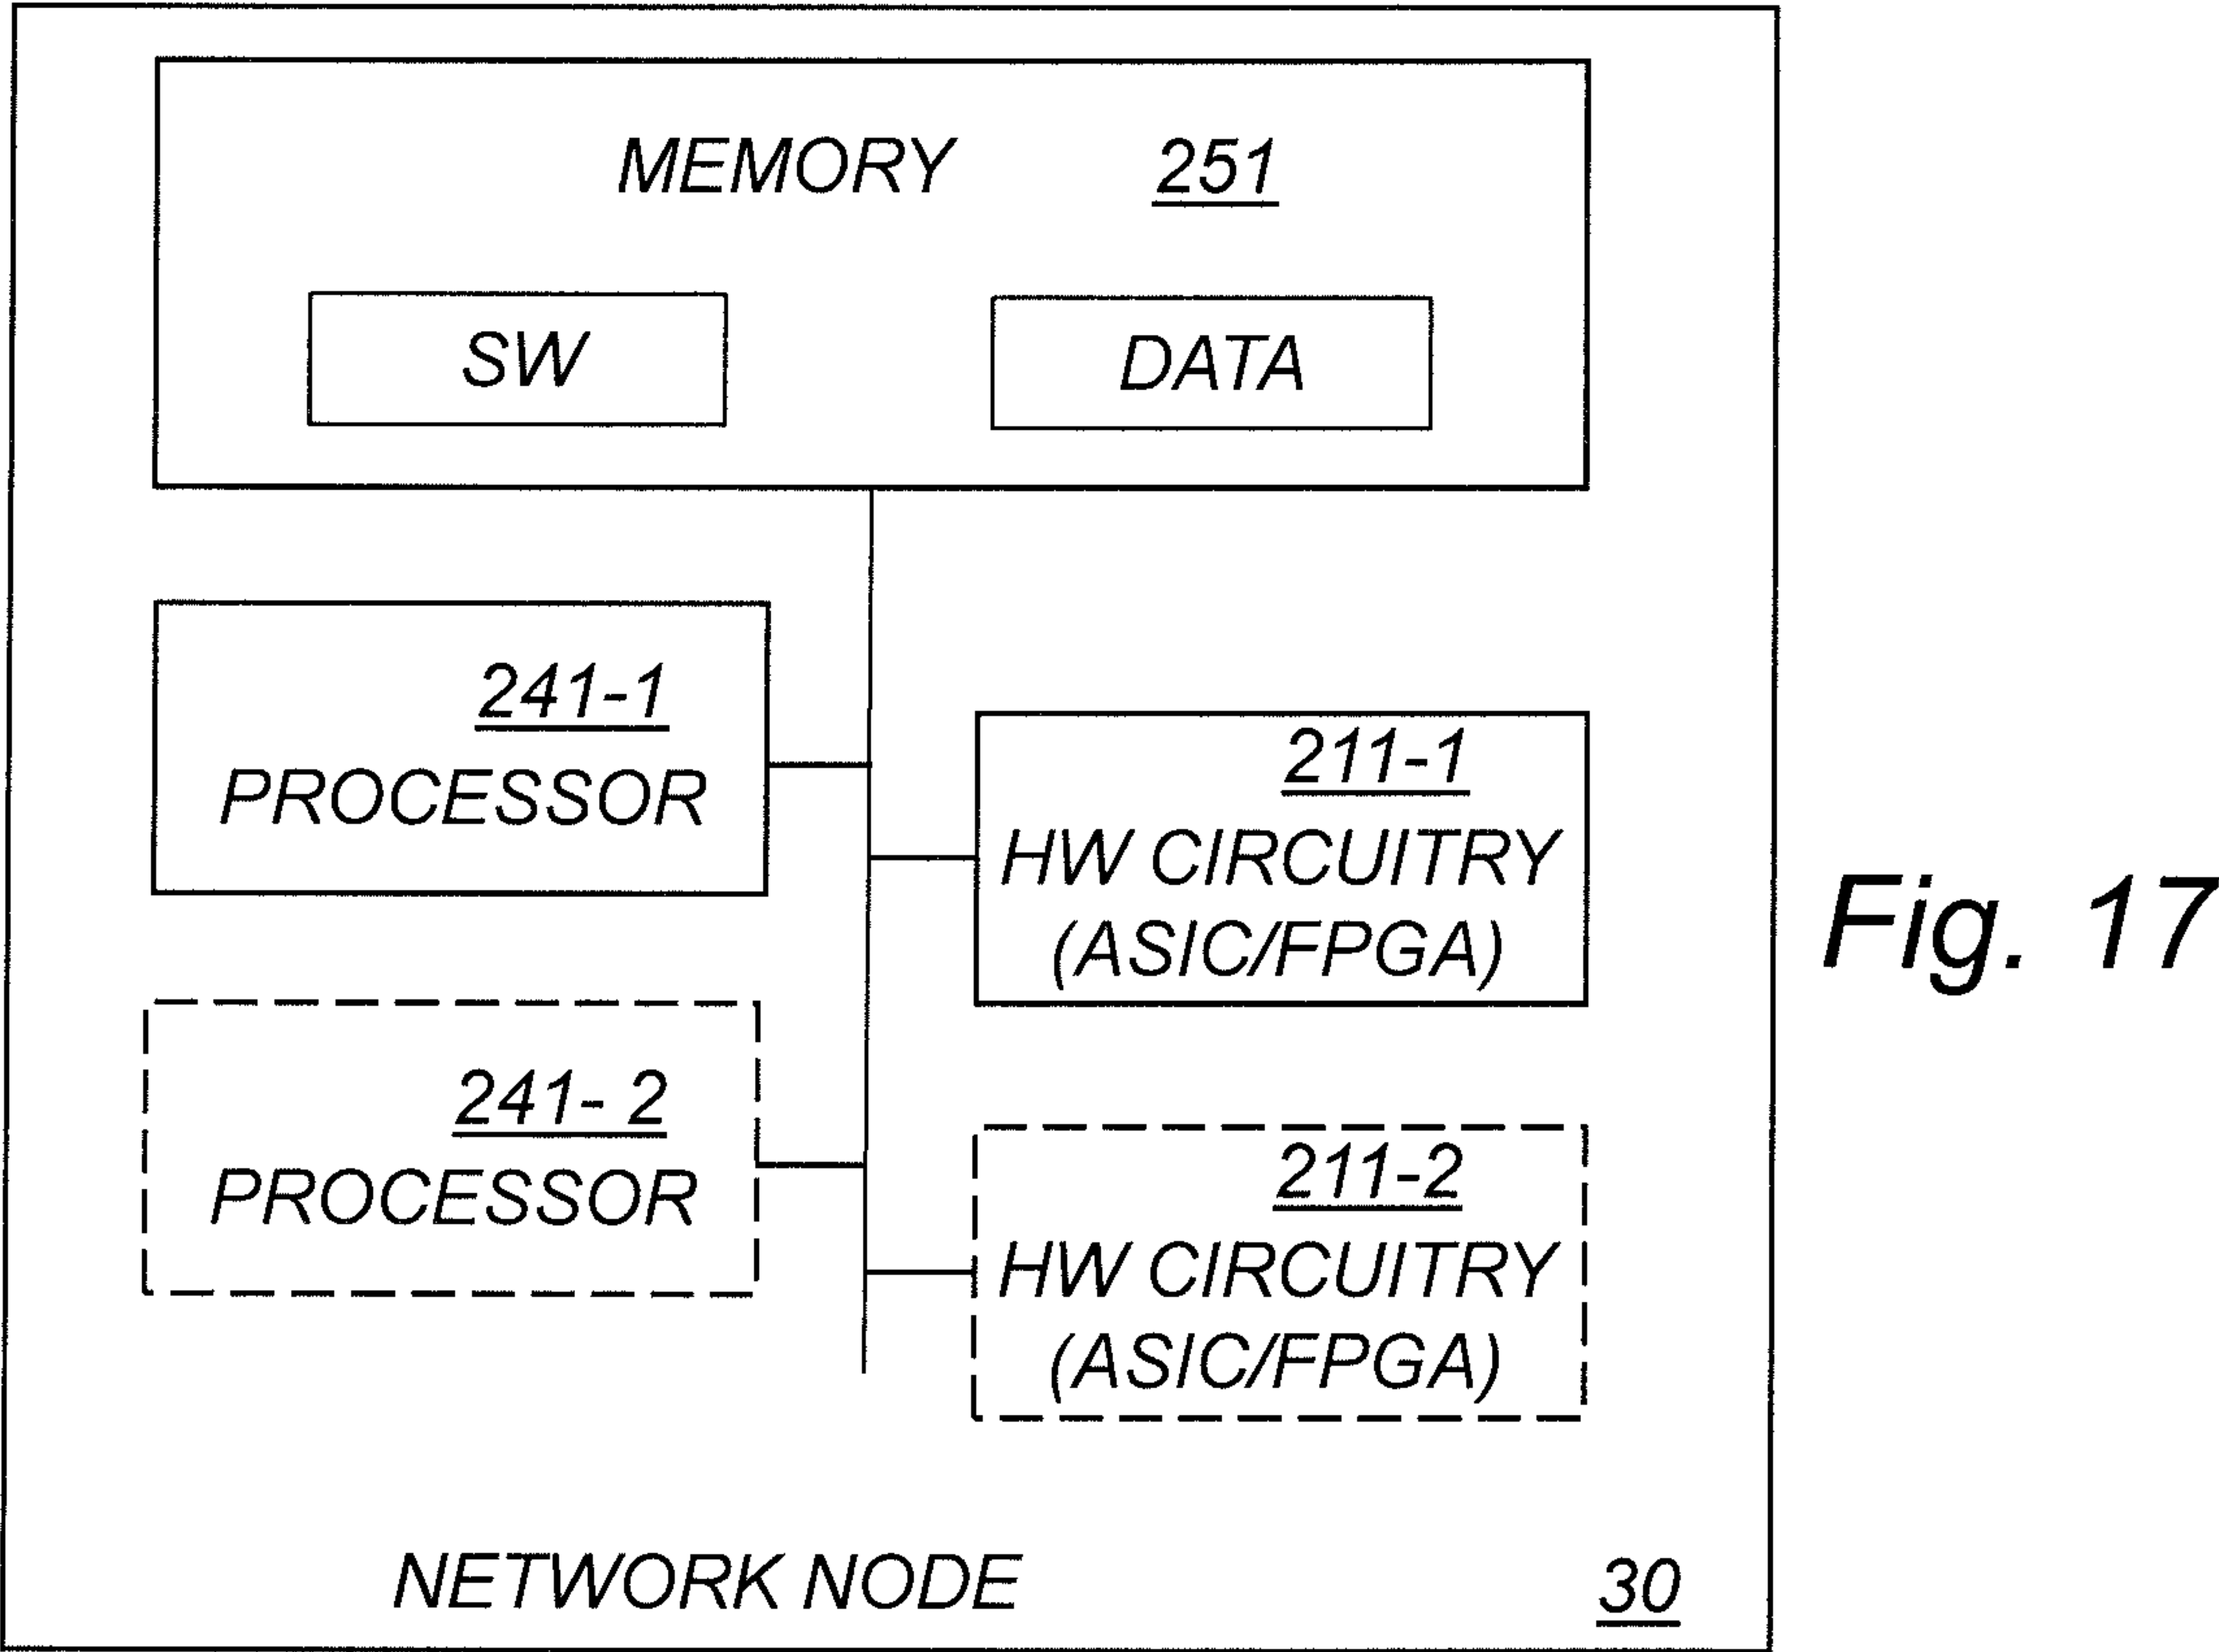 MEMORY 251
SW
DATA
241-1
PROCESSOR
211-1
HW CIRCUITRY
(ASIC/FPGA)
241- 2
PROCESSOR
211-2
HW CIRCUITRY
(ASIC/FPGA)
NETWORK NODE 30
Fig. 17